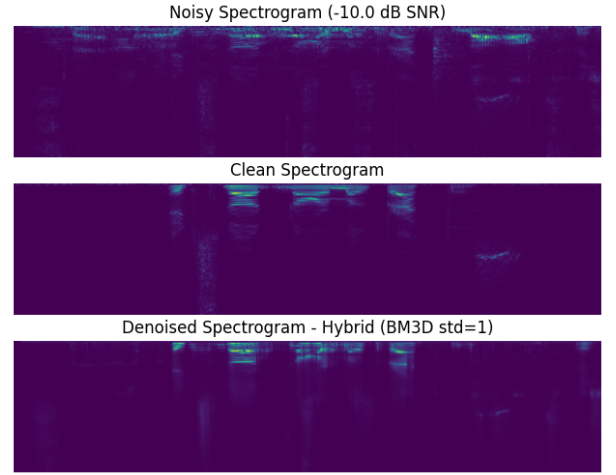 Noisy Spectrogram (-10.0 dB SNR)
Clean Spectrogram
Denoised Spectrogram - Hybrid (BM3D std=1)